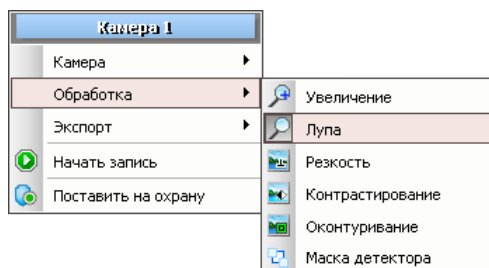 Камера 1
Камера
Обработка
Экспорт
Начать запись
Поставить на охрану
Увеличение
Лупа
Резкость
Контрастирование
Оконтуривание
Маска детектора